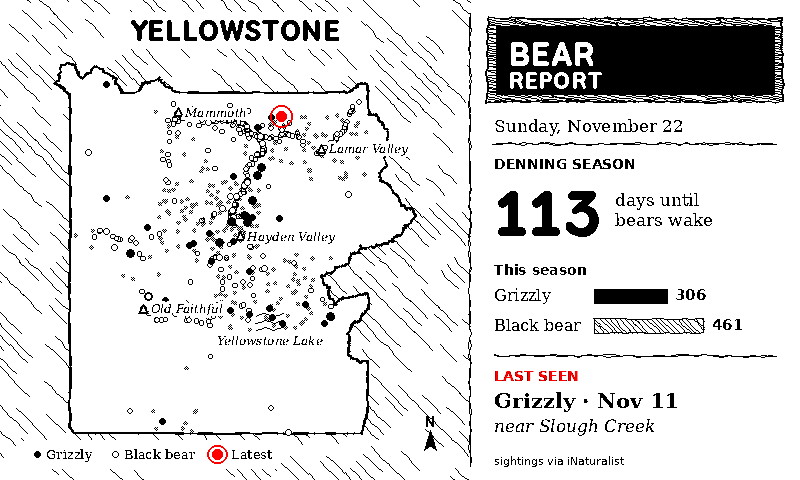 YELLOWSTONE
Mammoth
Lamar Valley
Hayden Valley
Old Faithful
Yellowstone Lake
N
Grizzly
Black bear
Latest
BEAR
REPORT
Sunday, November 22
DENNING SEASON
113
days until
bears wake
This season
Grizzly 306
Black bear 461
LAST SEEN
Grizzly · Nov 11
near Slough Creek
sightings via iNaturalist